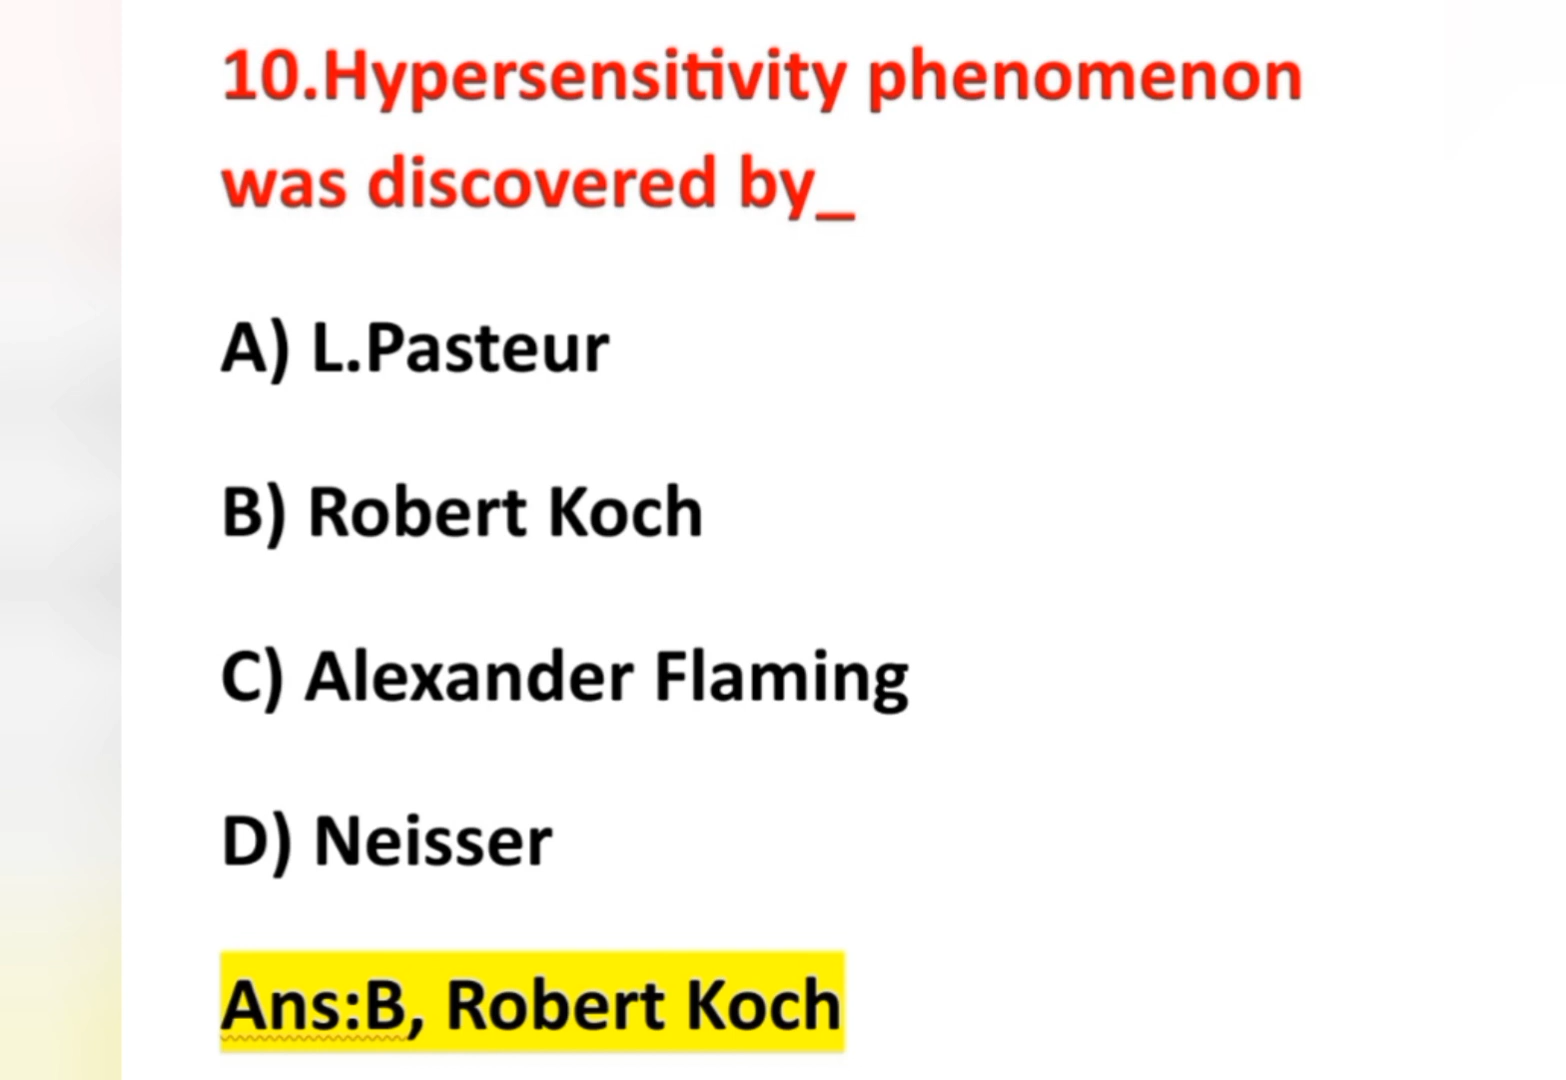 10.Hypersensitivity phenomenon
was discovered by_
A) L.Pasteur
B) Robert Koch
C) Alexander Flaming
D) Neisser
Ans:B, Robert Koch